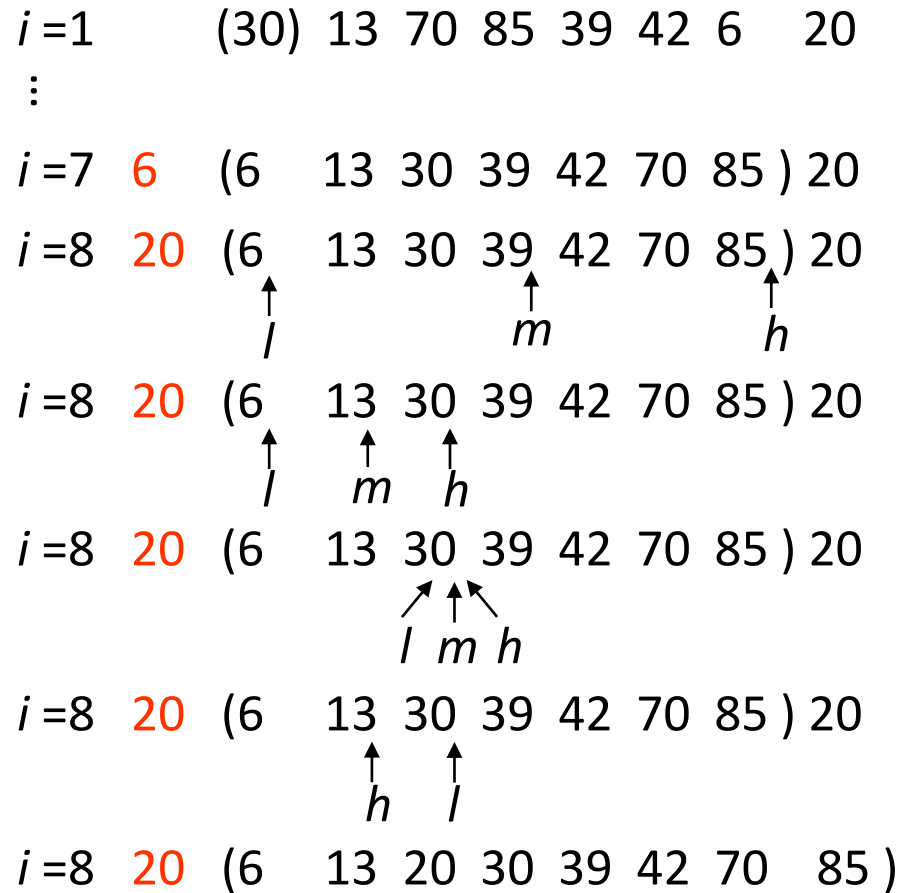 i =1 (30) 13 70 85 39 42 6 20
⋮
i =7 6 (6 13 30 39 42 70 85 ) 20
i =8 20 (6 13 30 39 42 70 85 ) 20
l m h
i =8 20 (6 13 30 39 42 70 85 ) 20
l m h
i =8 20 (6 13 30 39 42 70 85 ) 20
l m h
i =8 20 (6 13 30 39 42 70 85 ) 20
h l
i =8 20 (6 13 20 30 39 42 70 85 )